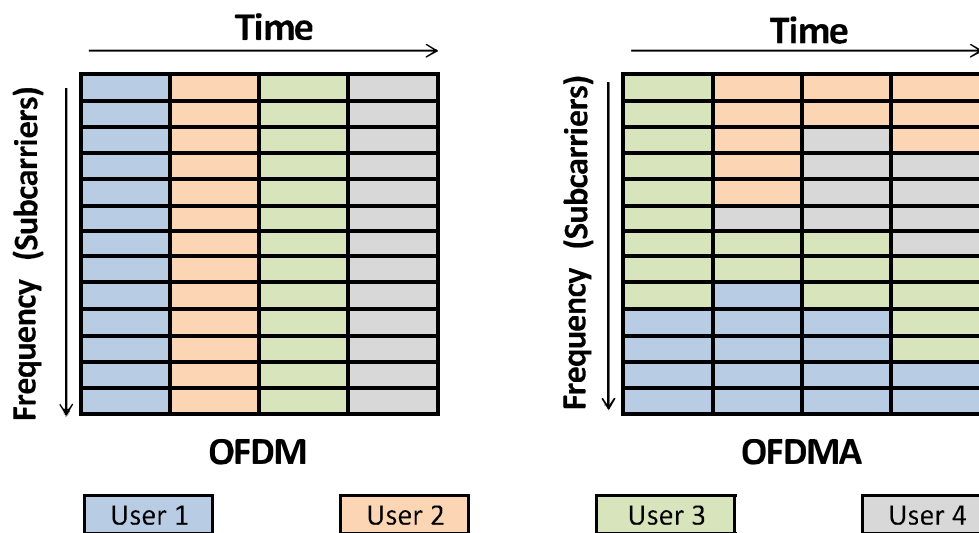 Time
Time
Frequency (Subcarriers)
Frequency (Subcarriers)
OFDM
OFDMA
User 1
User 2
User 3
User 4